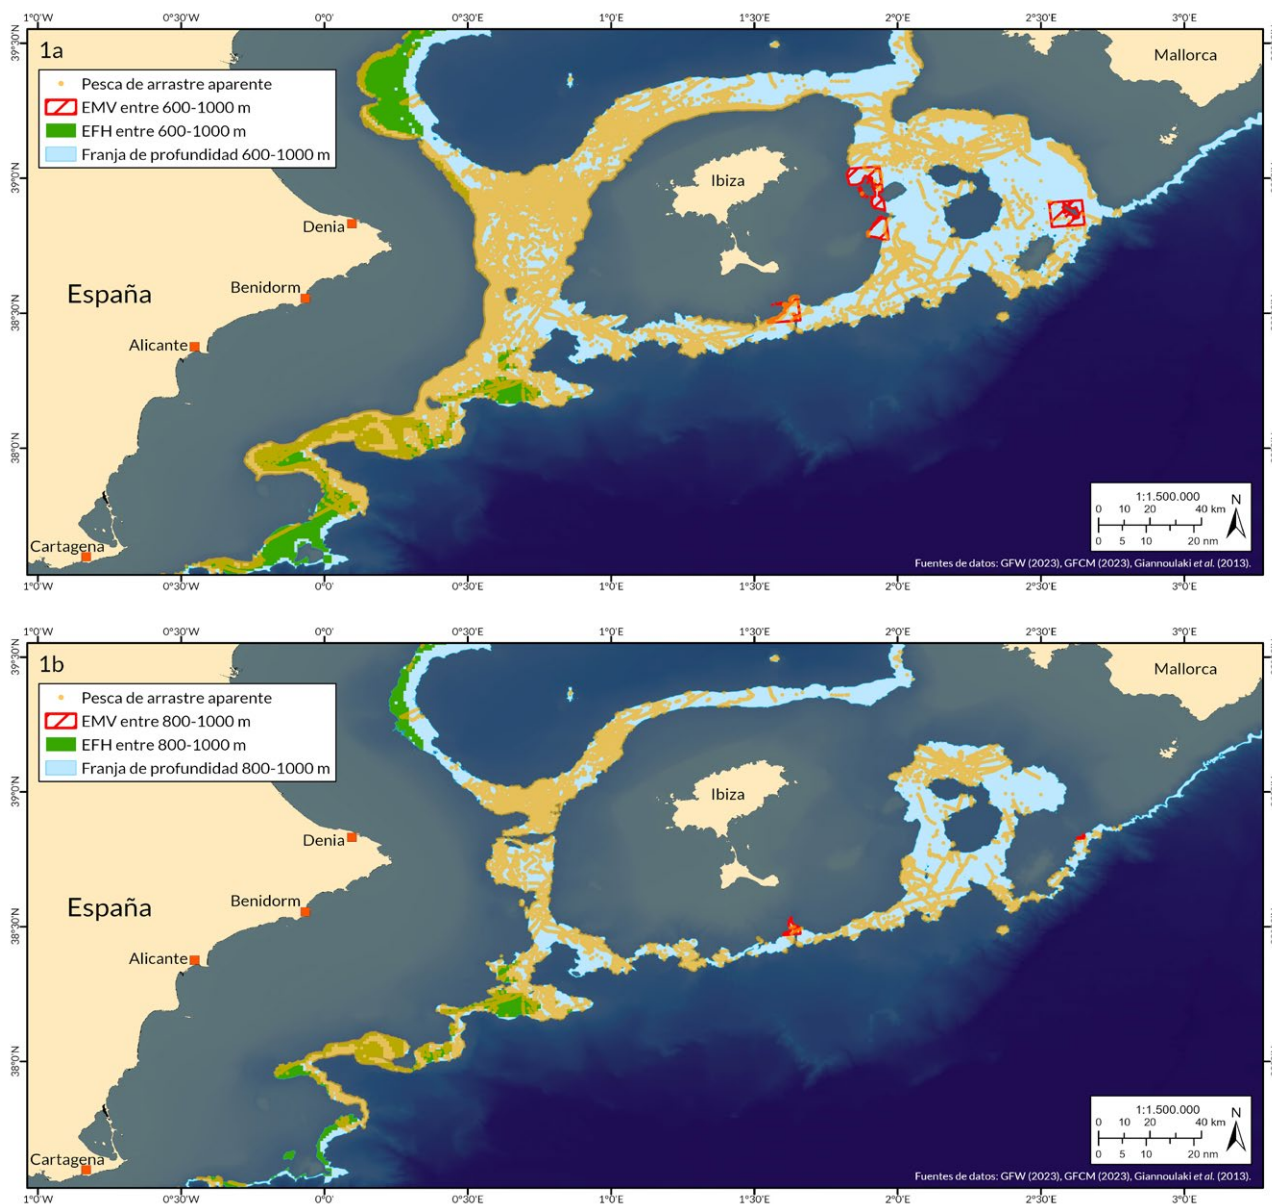 1°0'W 0°30'W 0°0' 0°30'E 1°0'E 1°30'E 2°0'E 2°30'E 3°0'E
39°30'N
39°0'N
38°30'N
38°0'N
1a
Pesca de arrastre aparente
EMV entre 600-1000 m
EFH entre 600-1000 m
Franja de profundidad 600-1000 m
Mallorca
Ibiza
Denia
Benidorm
España
Alicante
Cartagena
1:1.500.000
N
0 10 20 40 km
0 5 10 20 nm
Fuentes de datos: GFW (2023), GFCM (2023), Giannoulaki et al. (2013).
1°0'W 0°30'W 0°0' 0°30'E 1°0'E 1°30'E 2°0'E 2°30'E 3°0'E
1°0'W 0°30'W 0°0' 0°30'E 1°0'E 1°30'E 2°0'E 2°30'E 3°0'E
39°30'N
39°0'N
38°30'N
38°0'N
1b
Pesca de arrastre aparente
EMV entre 800-1000 m
EFH entre 800-1000 m
Franja de profundidad 800-1000 m
Mallorca
Ibiza
Denia
Benidorm
España
Alicante
Cartagena
1:1.500.000
N
0 10 20 40 km
0 5 10 20 nm
Fuentes de datos: GFW (2023), GFCM (2023), Giannoulaki et al. (2013).
1°0'W 0°30'W 0°0' 0°30'E 1°0'E 1°30'E 2°0'E 2°30'E 3°0'E